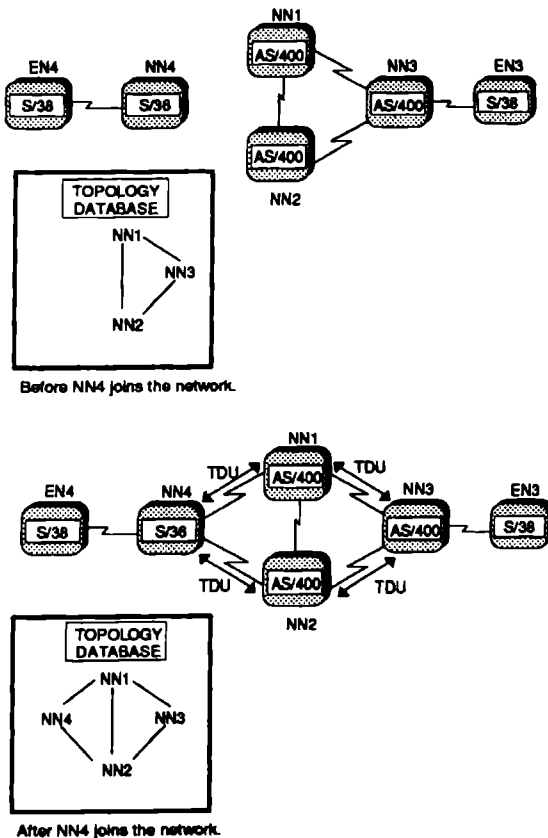 NN1
EN4 NN4 AS/400 NN3 EN3
S/38 S/38 AS/400 S/38
AS/400
NN2
TOPOLOGY
DATABASE
NN1
NN3
NN2
Before NN4 joins the network.
NN1
TDU TDU
EN4 NN4 AS/400 NN3 EN3
S/38 S/36 AS/400 S/38
TDU AS/400 TDU
NN2
TOPOLOGY
DATABASE
NN1
NN4 NN3
NN2
After NN4 joins the network.